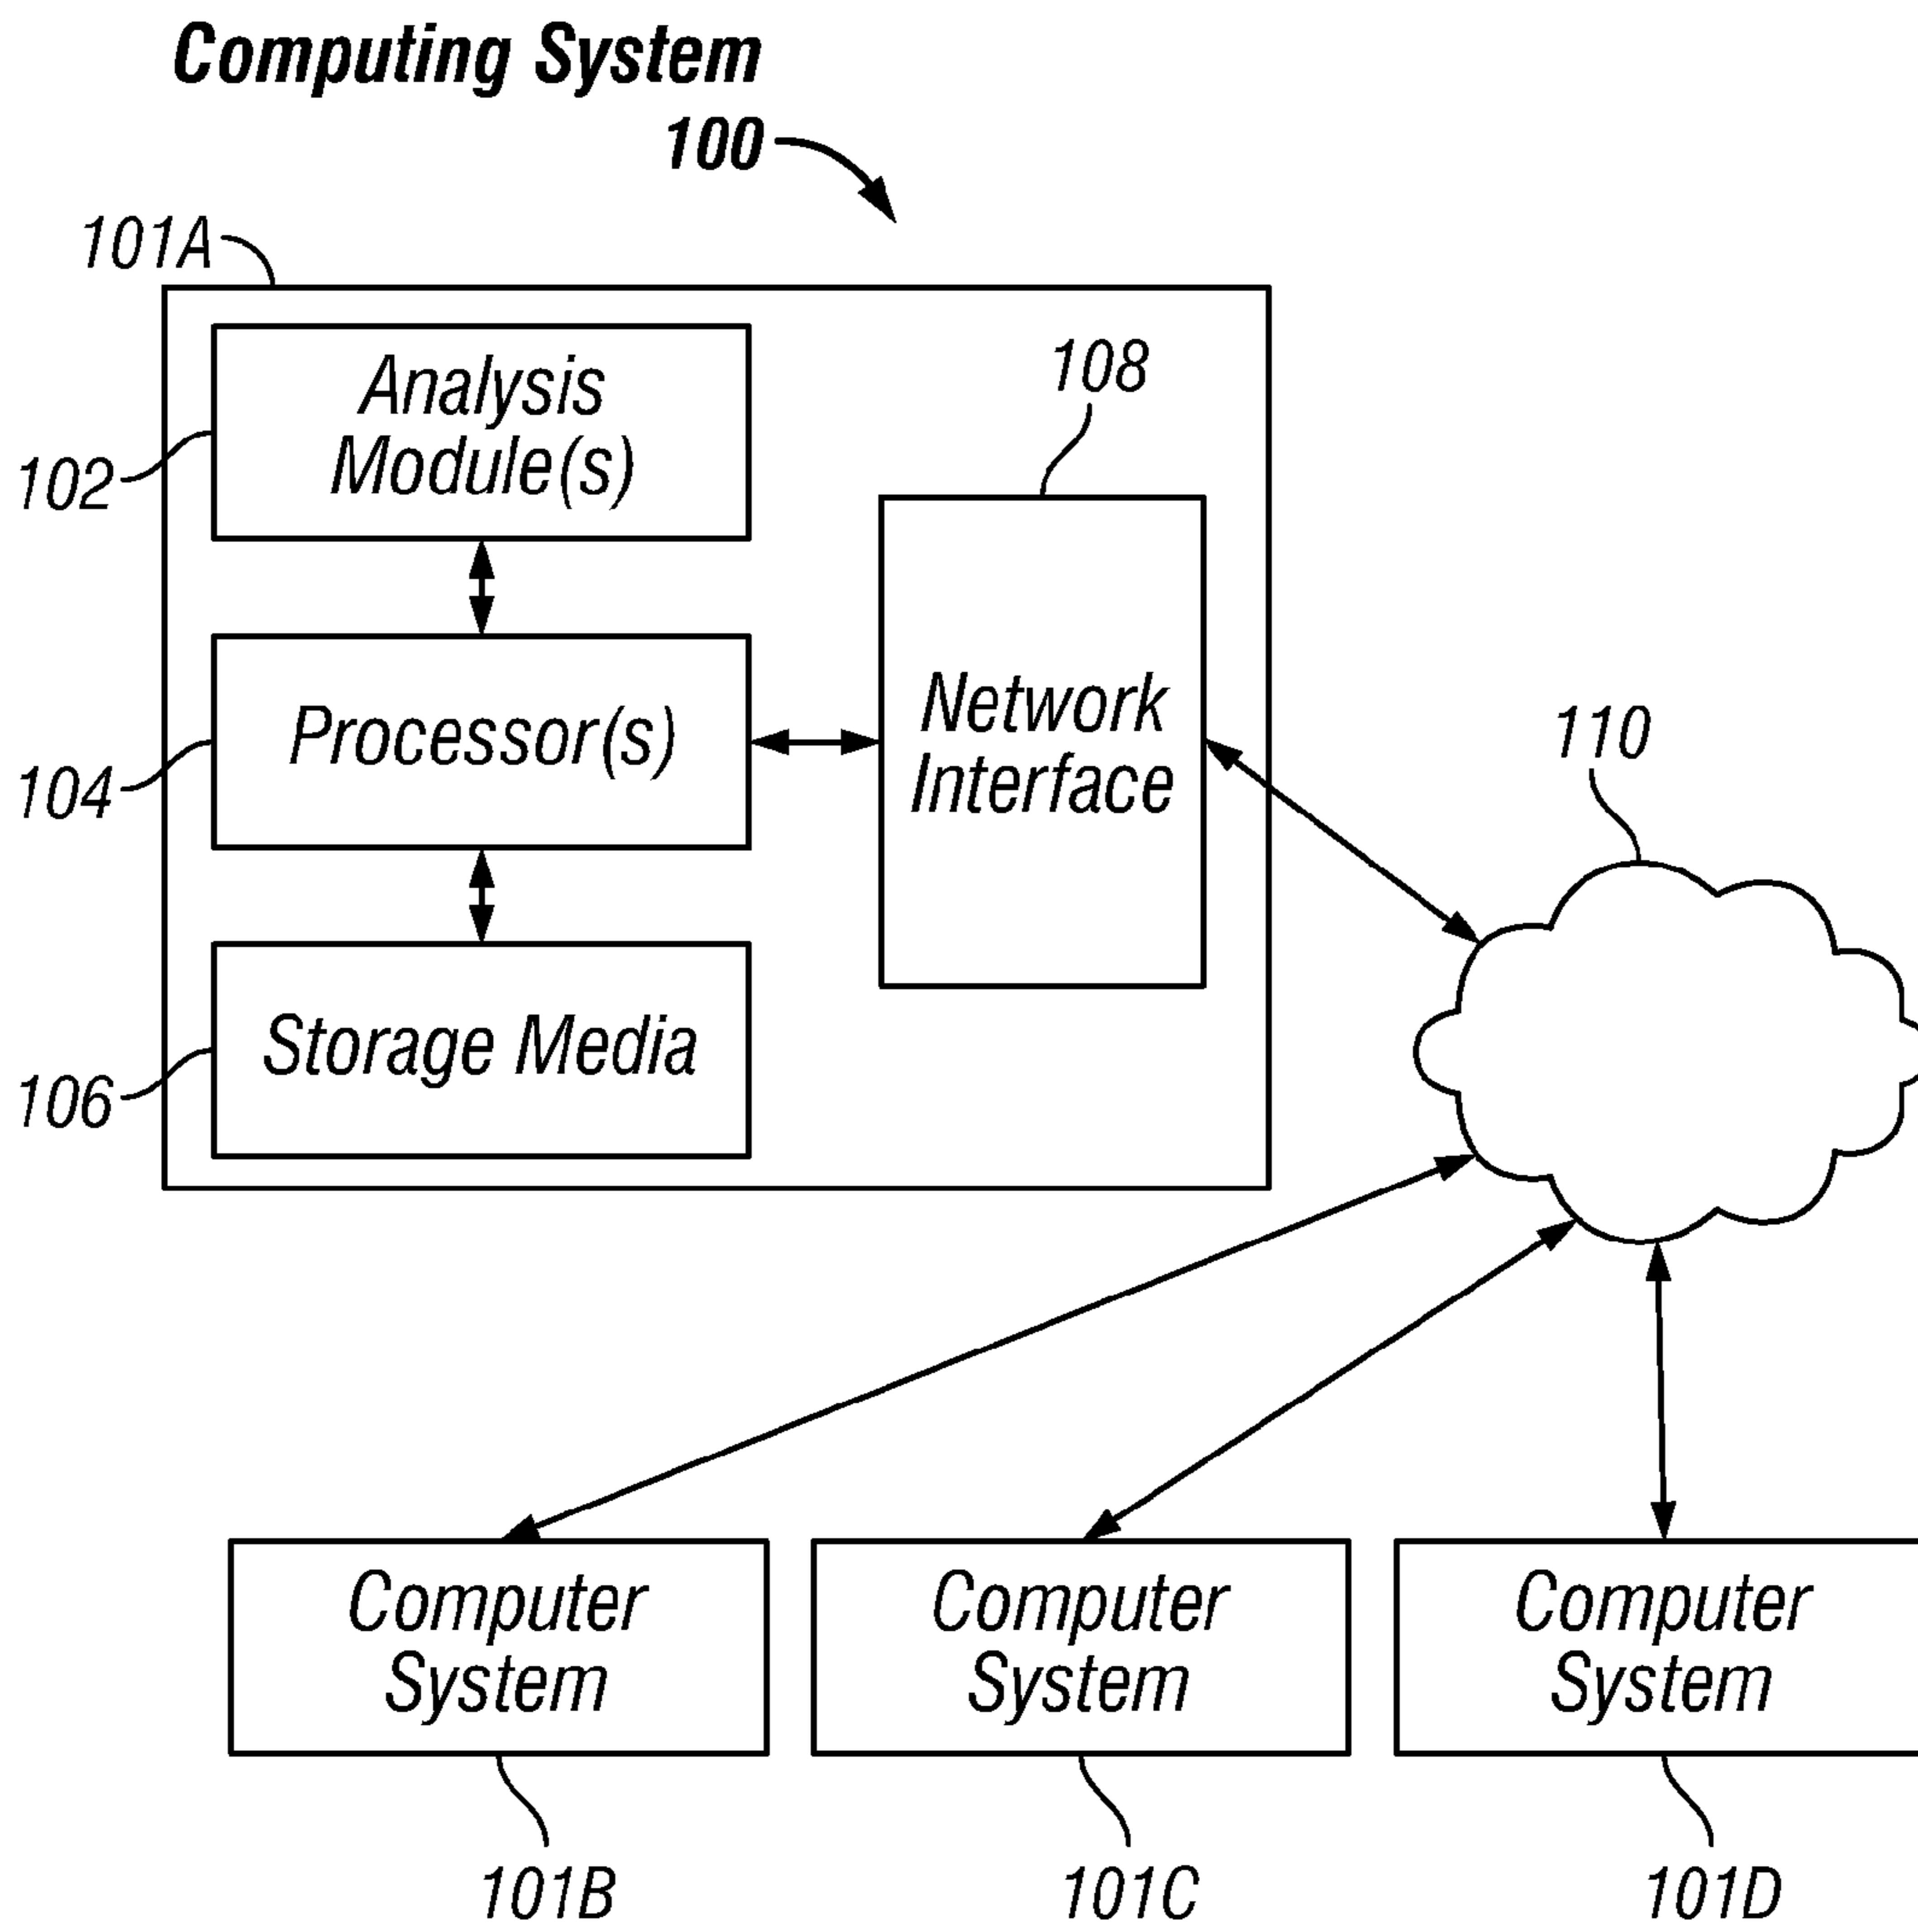 Computing System
100
101A
Analysis
Module(s)
102
108
Processor(s)
104
Network
Interface
110
Storage Media
106
Computer
System
Computer
System
Computer
System
101B
101C
101D